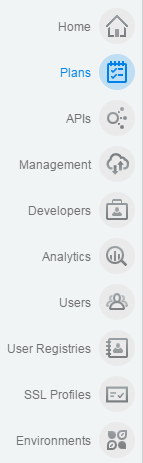 Home
Plans
APIs
Management
Developers
Analytics
Users
User Registries
SSL Profiles
Environments